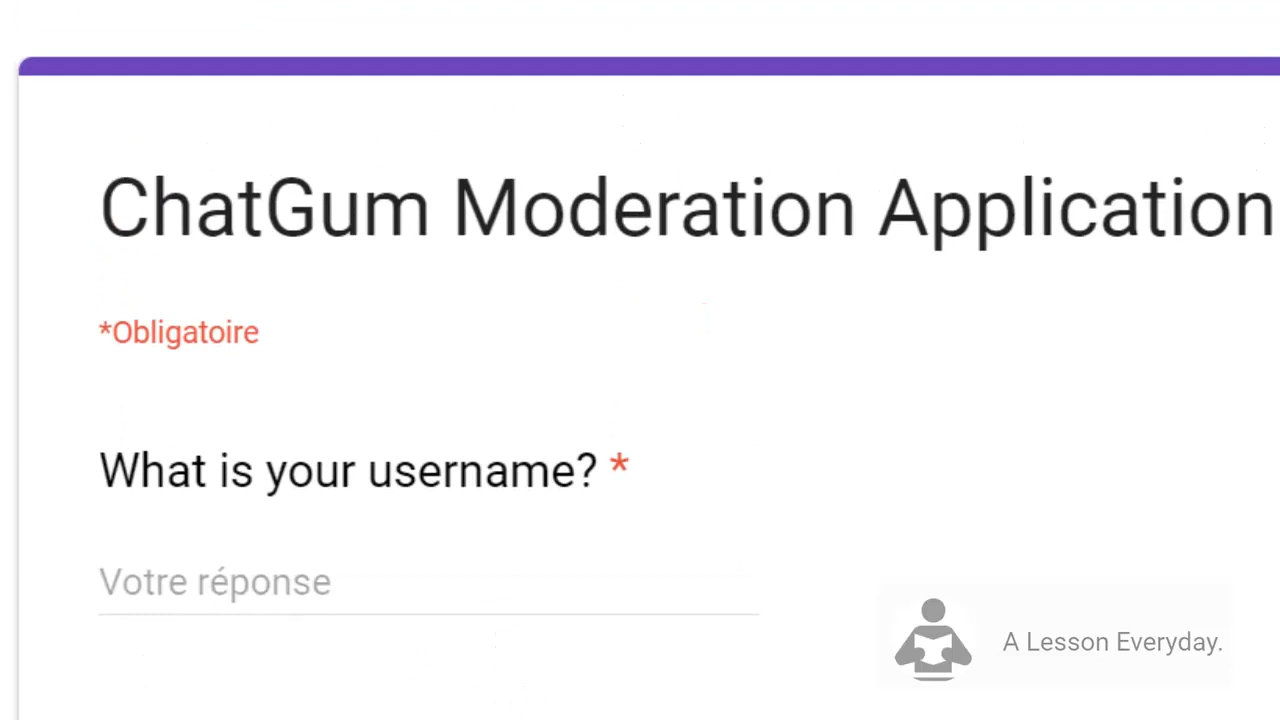 ChatGum Moderation Application
*Obligatoire
What is your username? *
Votre réponse
A Lesson Everyday.